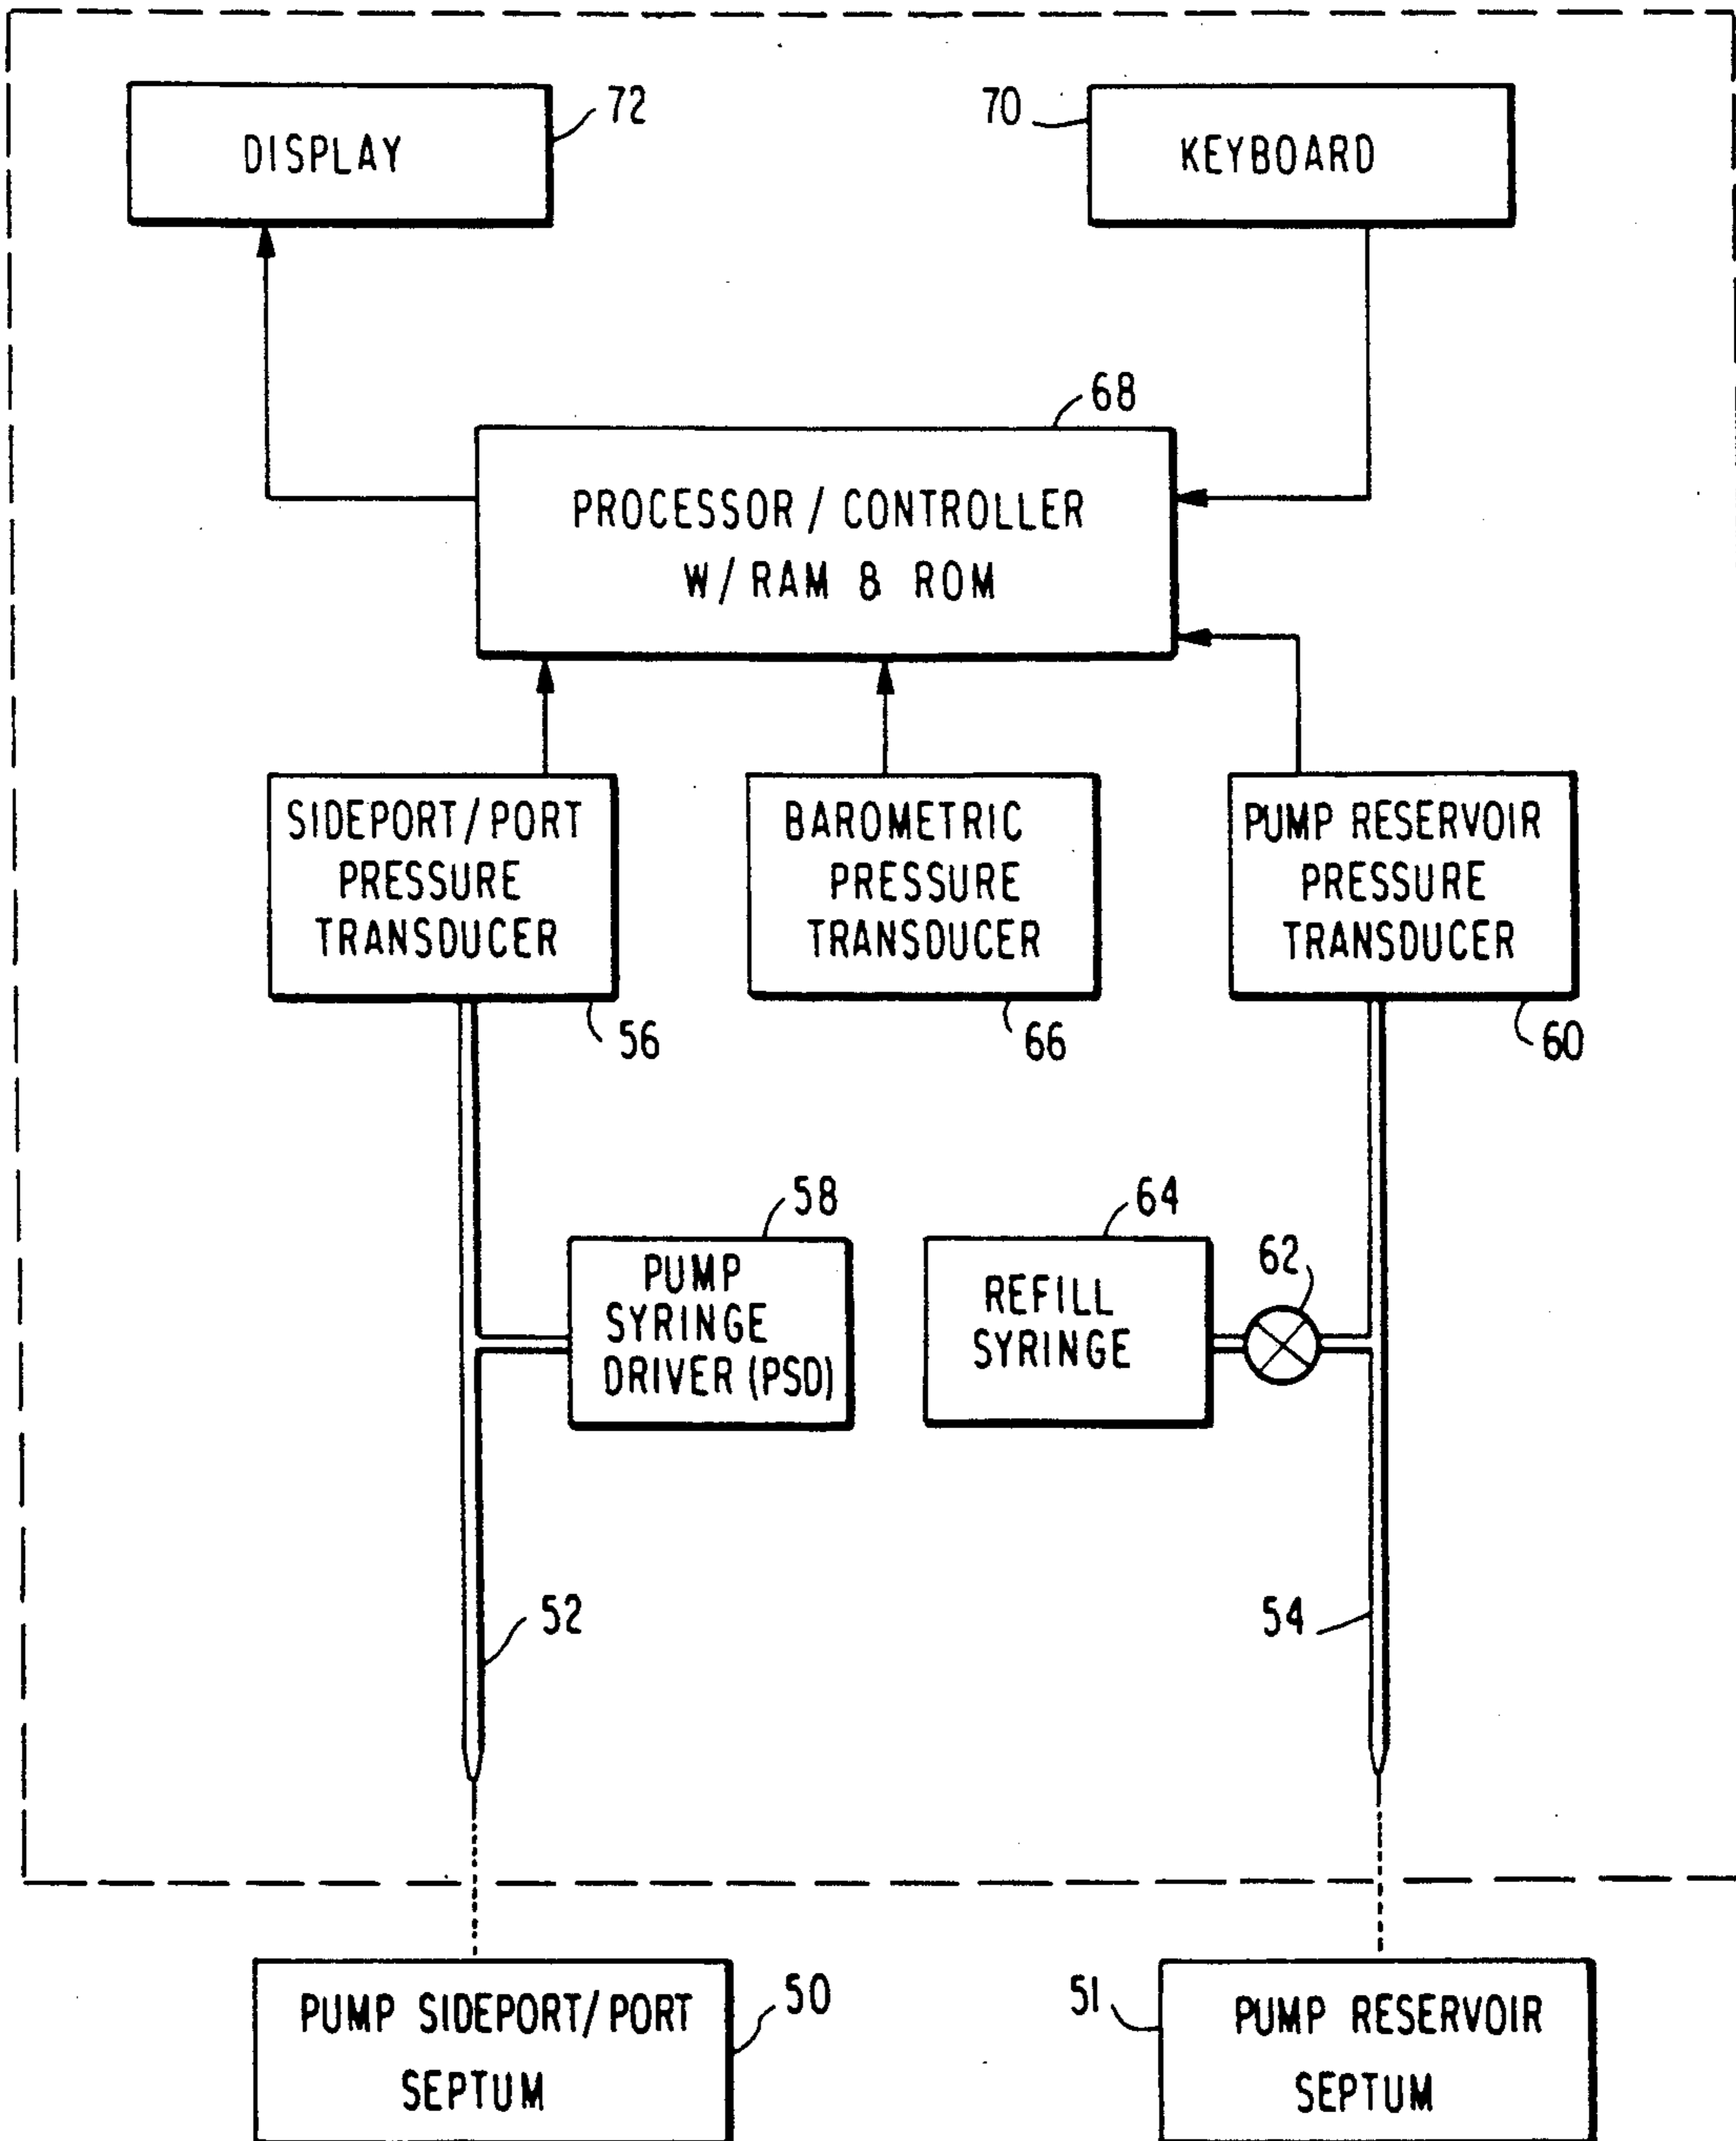 72
70
DISPLAY
KEYBOARD
68
PROCESSOR / CONTROLLER
W/ RAM & ROM
SIDEPORT / PORT
PRESSURE
TRANSDUCER
BAROMETRIC
PRESSURE
TRANSDUCER
PUMP RESERVOIR
PRESSURE
TRANSDUCER
56
66
60
58
64
62
PUMP
SYRINGE
DRIVER (PSD)
REFILL
SYRINGE
52
54
50
51
PUMP SIDEPORT/PORT
SEPTUM
PUMP RESERVOIR
SEPTUM